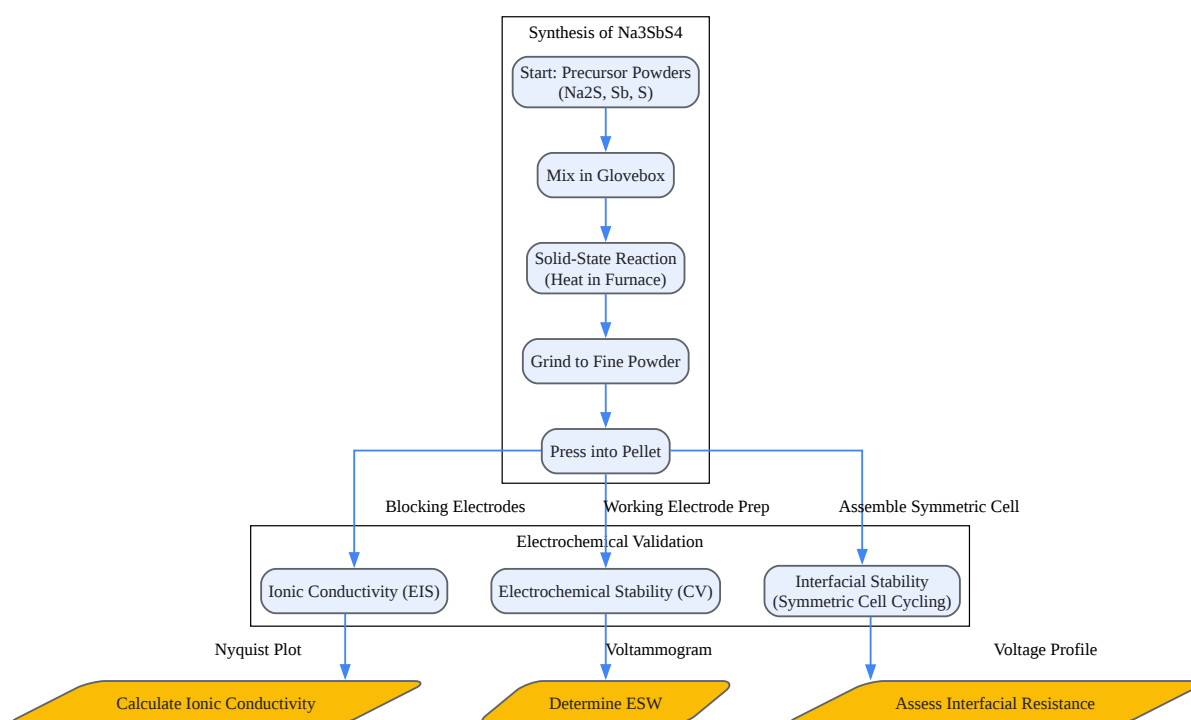 Synthesis of Na3SbS4
Start: Precursor Powders
(Na2S, Sb, S)
Mix in Glovebox
Solid-State Reaction
(Heat in Furnace)
Grind to Fine Powder
Press into Pellet
Blocking Electrodes
Working Electrode Prep
Assemble Symmetric Cell
Electrochemical Validation
Ionic Conductivity (EIS)
Electrochemical Stability (CV)
Interfacial Stability
(Symmetric Cell Cycling)
Nyquist Plot
Voltammogram
Voltage Profile
Calculate Ionic Conductivity
Determine ESW
Assess Interfacial Resistance